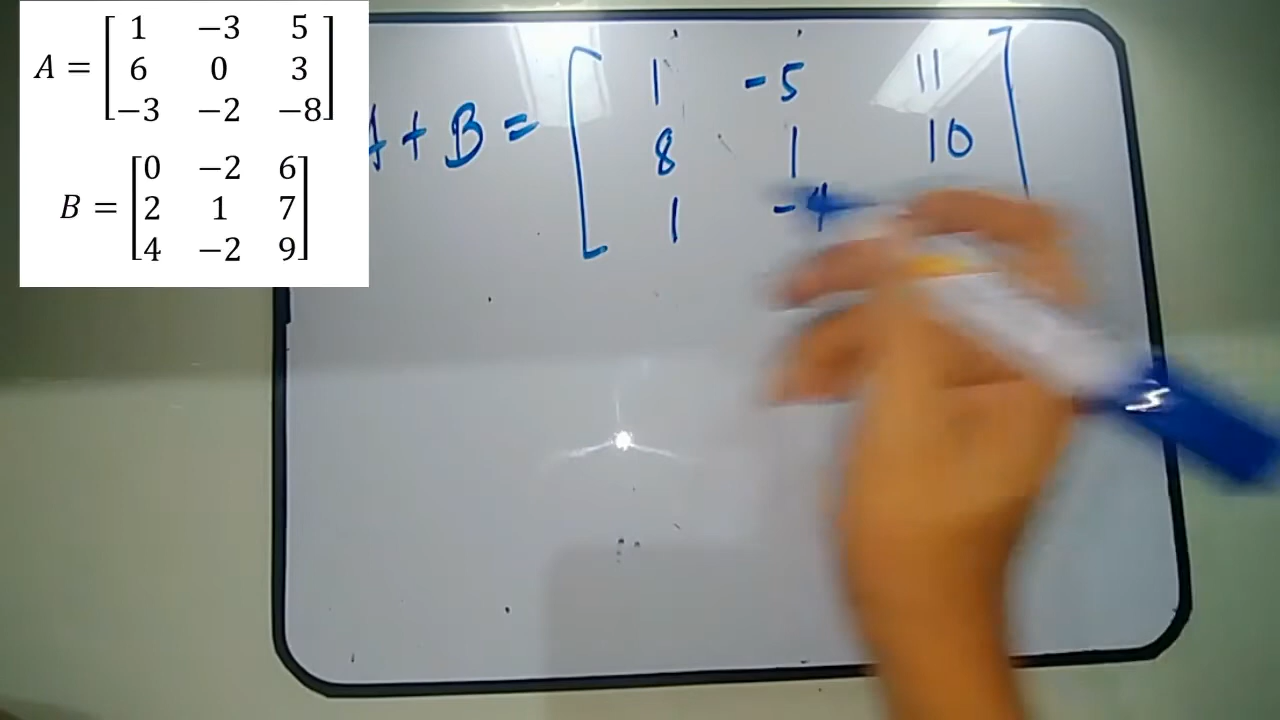 A = [1 −3 5
6 0 3
−3 −2 −8]
B = [0 −2 6
2 1 7
4 −2 9]
A + B = [1 -5 11
8 1 10
1 -4